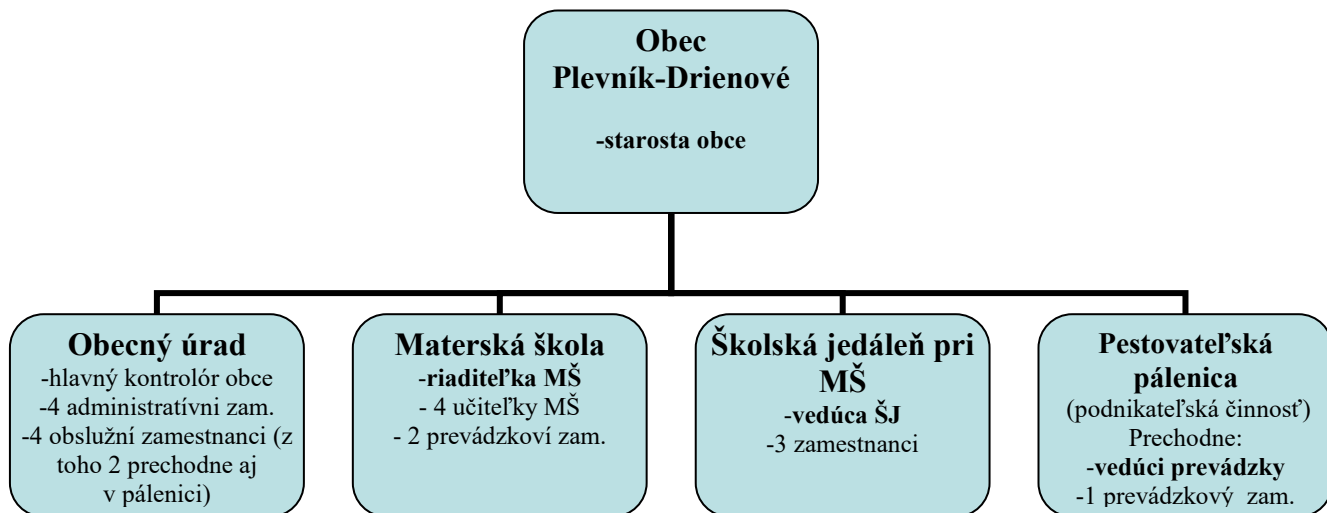 Obec
Plevník-Drienové
-starosta obce
Obecný úrad
-hlavný kontrolór obce
-4 administratívni zam.
-4 obslužní zamestnanci (z
toho 2 prechodne aj
v pálenici)
Materská škola
-riaditeľka MŠ
- 4 učiteľky MŠ
- 2 prevádzkoví zam.
Školská jedáleň pri
MŠ
-vedúca ŠJ
-3 zamestnanci
Pestovateľská
pálenica
(podnikateľská činnosť)
Prechodne:
-vedúci prevádzky
-1 prevádzkový zam.